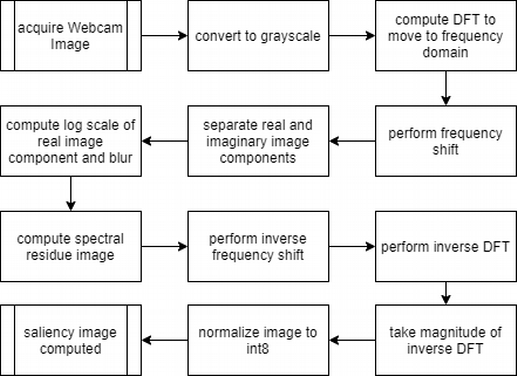 acquire Webcam
Image
convert to grayscale
compute DFT to
move to frequency
domain
perform frequency
shift
separate real and
imaginary image
components
compute log scale of
real image
component and blur
compute spectral
residue image
perform inverse
frequency shift
perform inverse DFT
take magnitude of
inverse DFT
normalize image to
int8
saliency image
computed